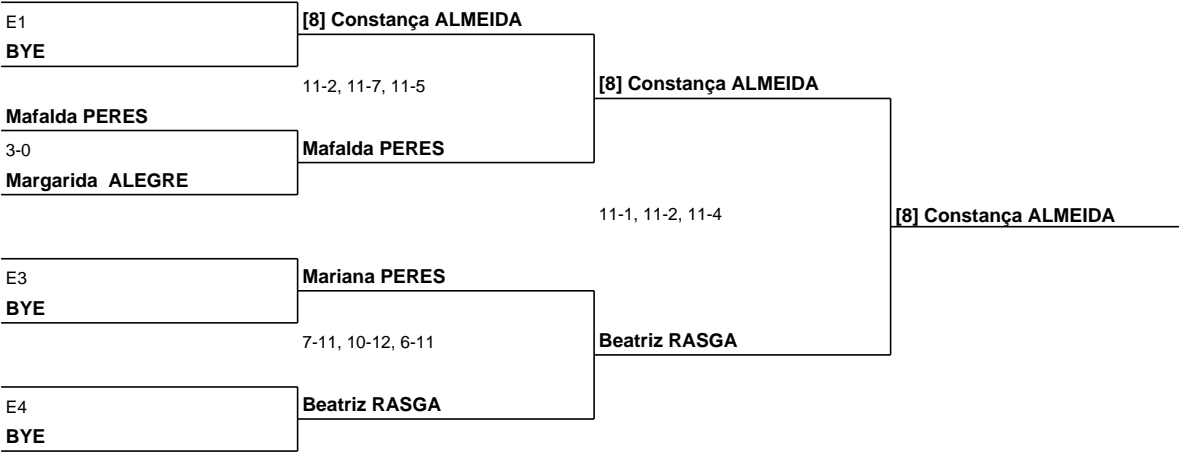 E1
[8] Constança ALMEIDA
BYE
11-2, 11-7, 11-5
[8] Constança ALMEIDA
Mafalda PERES
3-0
Mafalda PERES
Margarida  ALEGRE
11-1, 11-2, 11-4
[8] Constança ALMEIDA
E3
Mariana PERES
BYE
7-11, 10-12, 6-11
Beatriz RASGA
E4
Beatriz RASGA
BYE